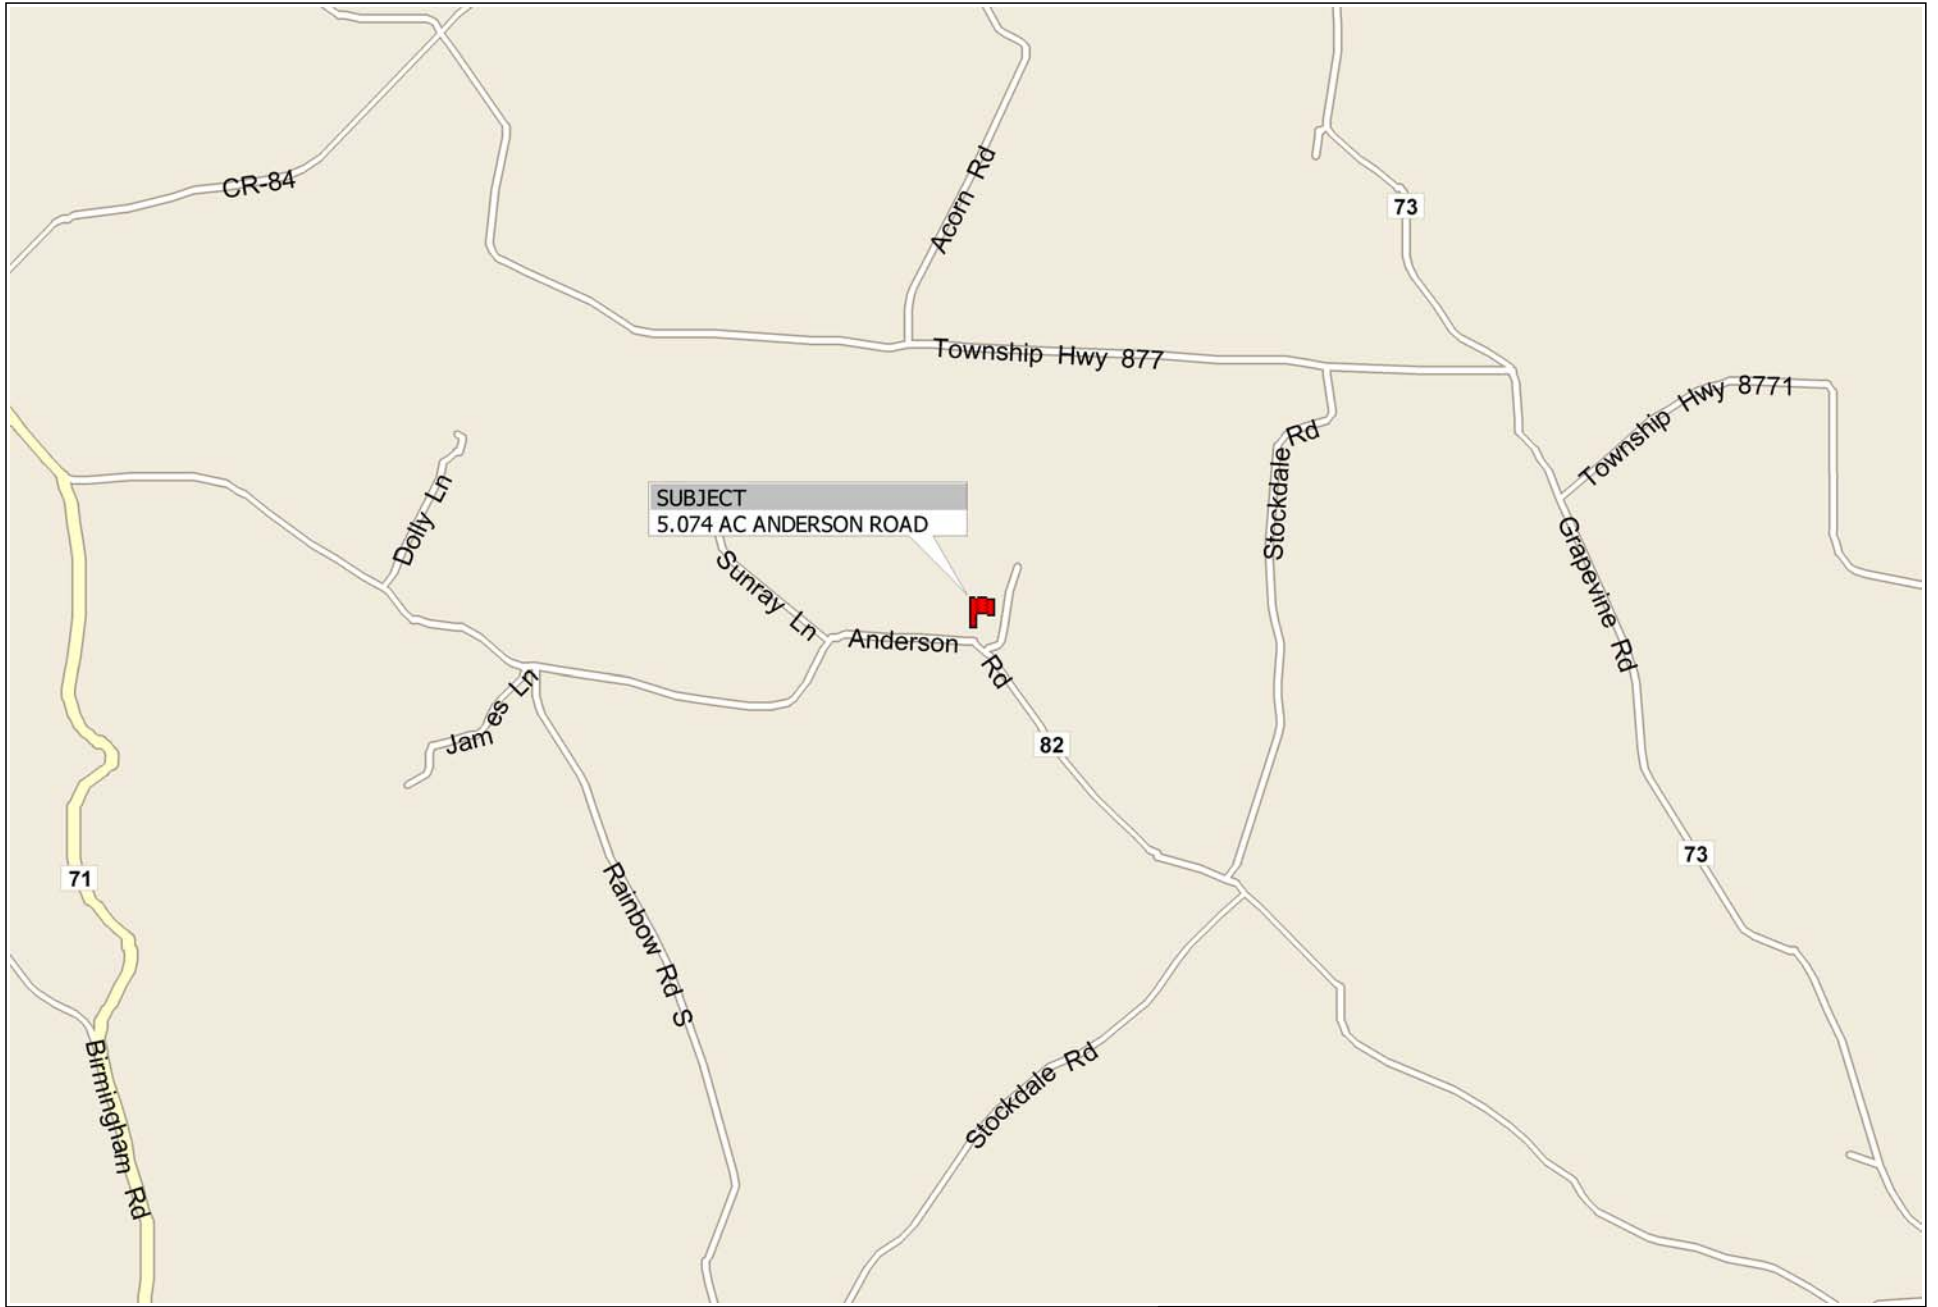 CR-84
Acorn Rd
73
Township Hwy 877
Township Hwy 8771
Stockdale Rd
Dolly Ln
SUBJECT
5.074 AC ANDERSON ROAD
Sunray Ln
Anderson Rd
Grapevine Rd
James Ln
82
73
71
Rainbow Rd S
Stockdale Rd
Birmingham Rd